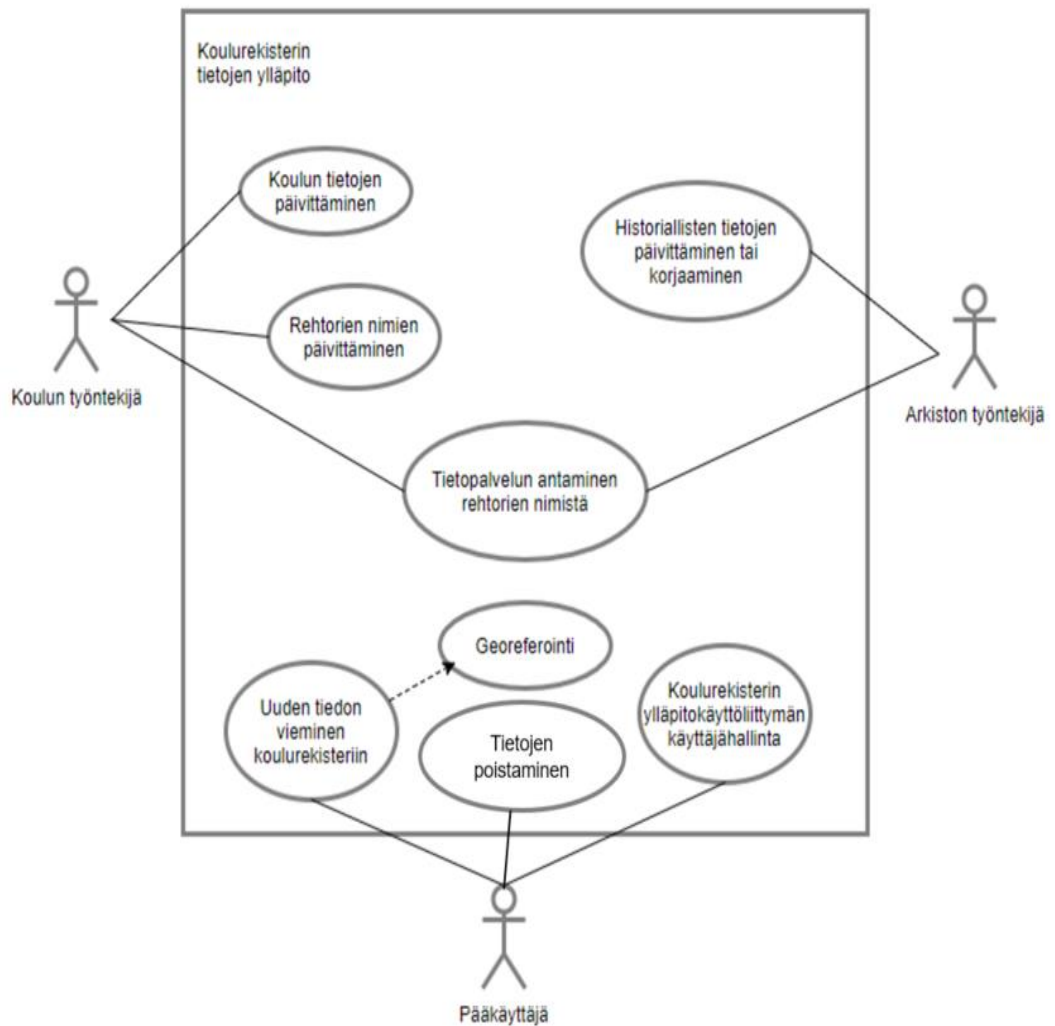 Koulurekisterin
tietojen ylläpito
Koulun tietojen
päivittäminen
Historiallisten tietojen
päivittäminen tai
korjaaminen
Rehtorien nimien
päivittäminen
Koulun työntekijä
Arkiston työntekijä
Tietopalvelun antaminen
rehtorien nimistä
Georeferointi
Uuden tiedon
vieminen
koulurekisteriin
Tietojen
poistaminen
Koulurekisterin
ylläpitokäyttöliittymän
käyttäjähallinta
Pääkäyttäjä